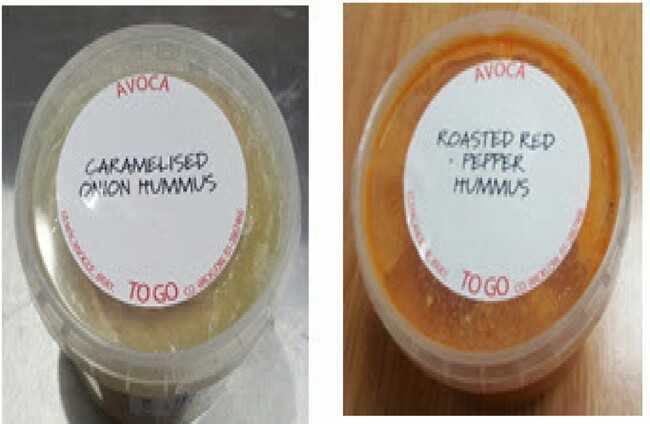 AVOCA
CARAMELISED
ONION HUMMUS
TO GO
AVOCA
ROASTED RED
PEPPER
HUMMUS
TO GO